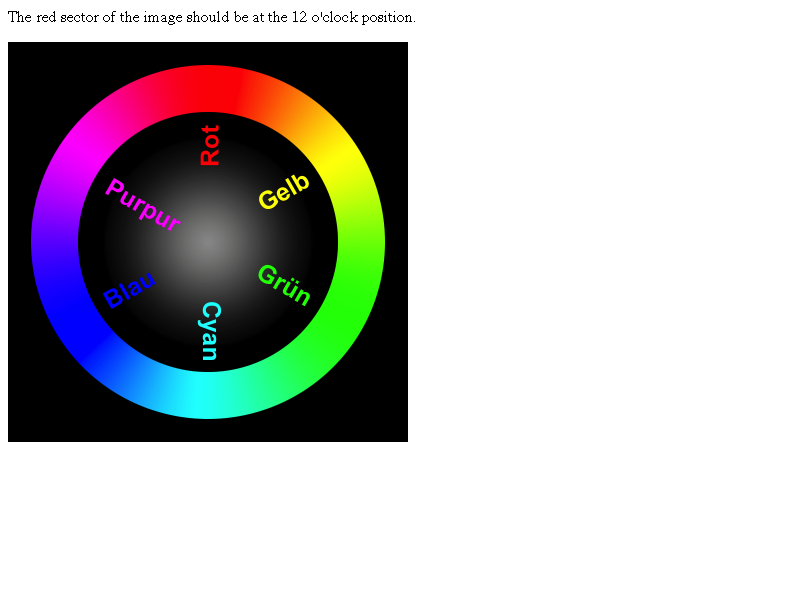 The red sector of the image should be at the 12 o'clock position.
Rot
Gelb
Purpur
Grün
Blau
Cyan